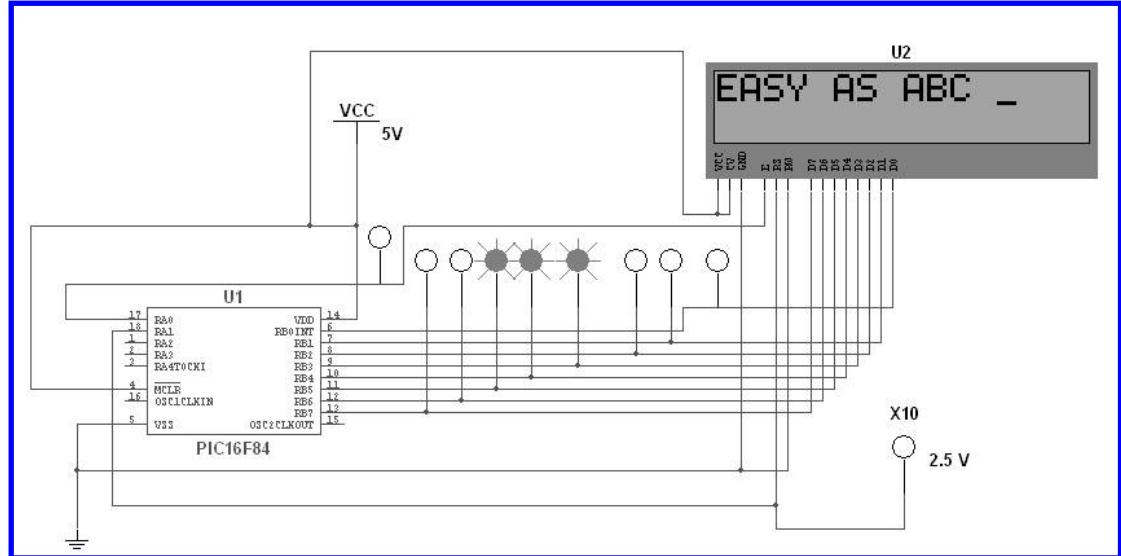 U2
EASY AS ABC _
VCC
5V
VCC
CV
GND
E
RS
RW
D7
D6
D5
D4
D3
D2
D1
D0
U1
17 RA0
18 RA1
1 RA2
2 RA3
3 RA4T0CKI
4 MCLR
16 OSC1CLKIN
5 VSS
VDD 14
RB0INT 6
RB1 7
RB2 8
RB3 9
RB4 10
RB5 11
RB6 12
RB7 13
OSC2CLKOUT 15
PIC16F84
X10
2.5 V